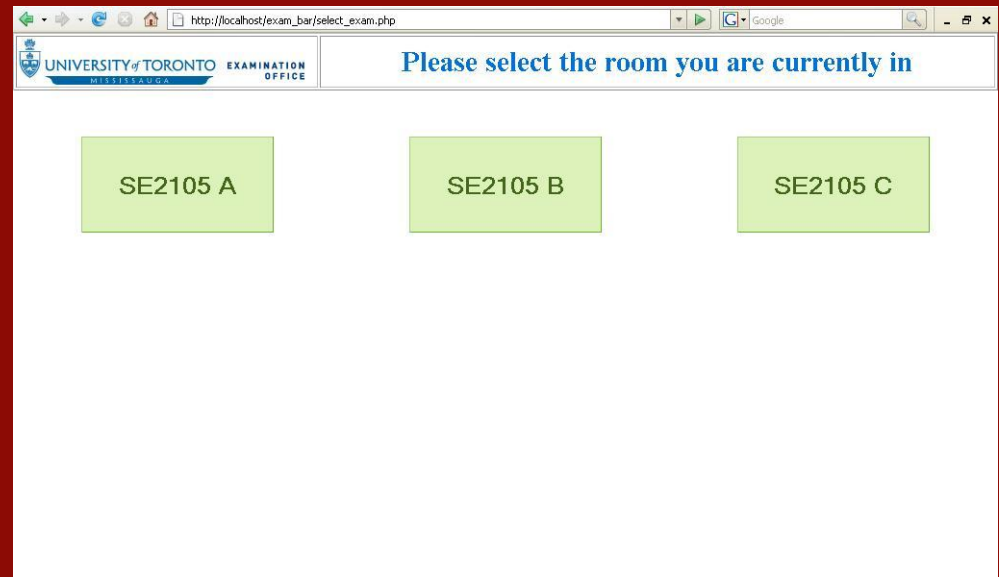 http://localhost/exam_bar/select_exam.php
G Google
UNIVERSITY of TORONTO
MISSISSAUGA
EXAMINATION
OFFICE
Please select the room you are currently in
SE2105 A
SE2105 B
SE2105 C